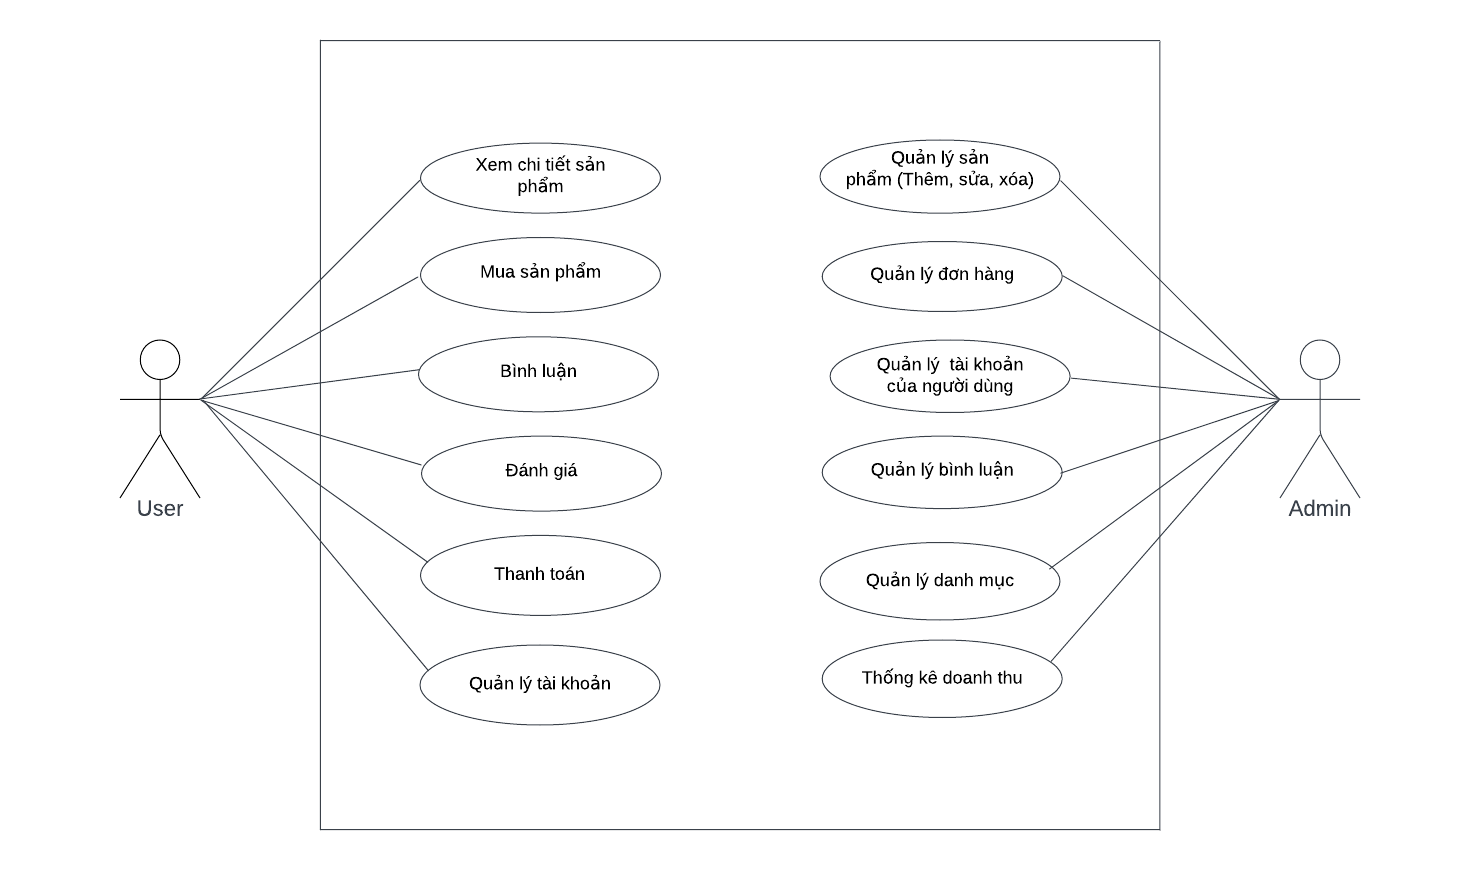 Xem chi tiết sản
phẩm
Mua sản phẩm
Bình luận
Đánh giá
Thanh toán
Quản lý tài khoản
User
Quản lý sản
phẩm (Thêm, sửa, xóa)
Quản lý đơn hàng
Quản lý  tài khoản
của người dùng
Quản lý bình luận
Quản lý danh mục
Thống kê doanh thu
Admin